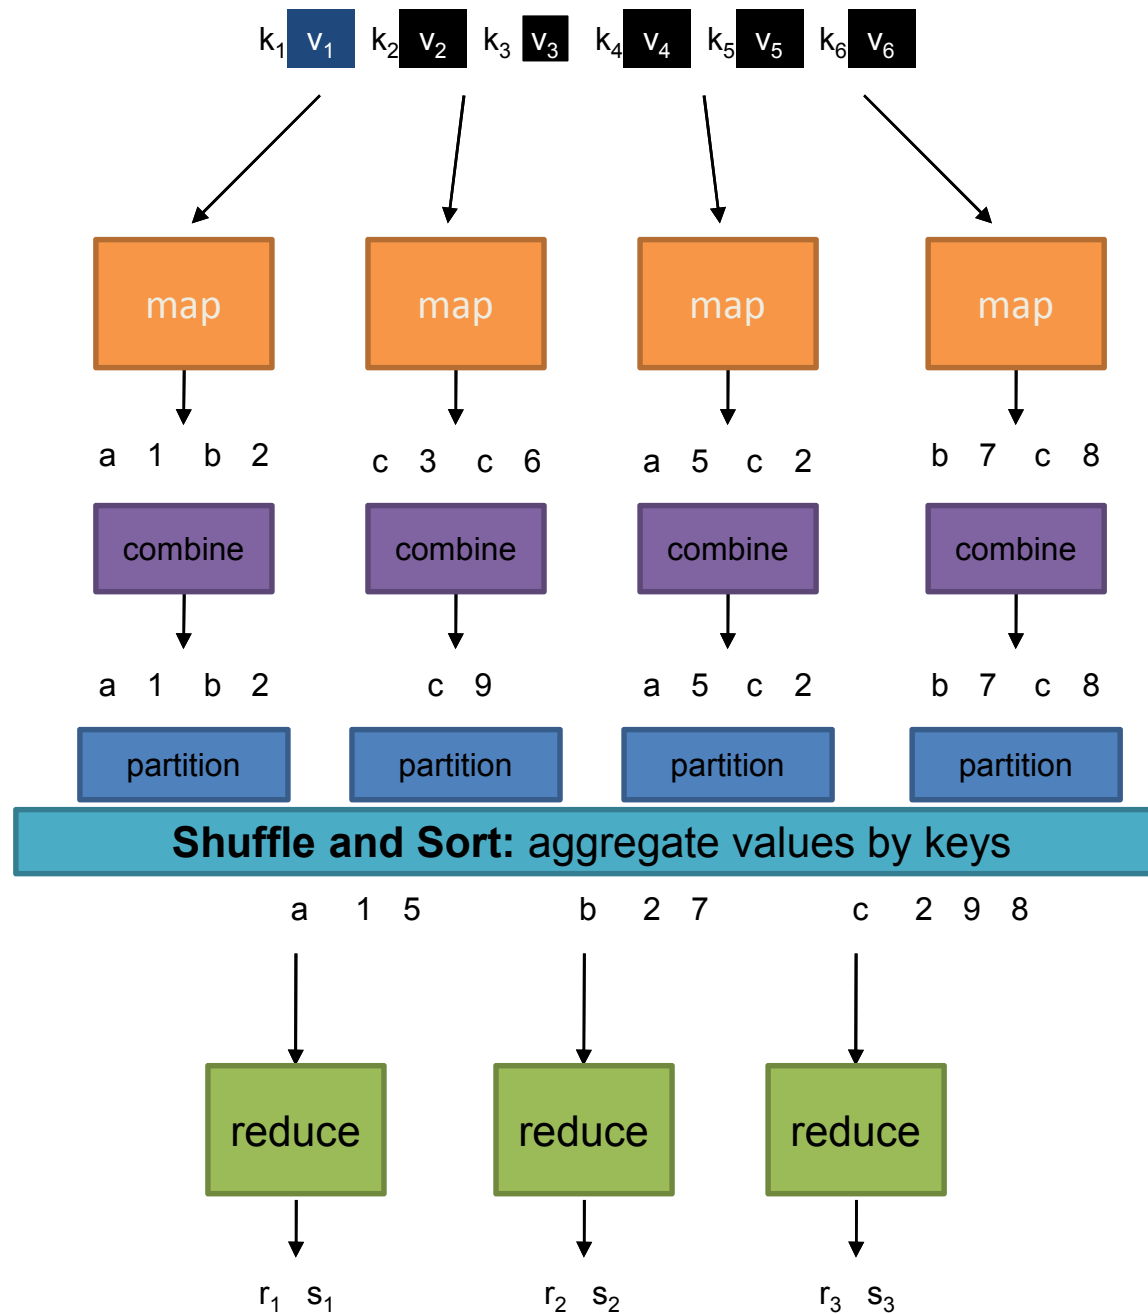 k₁ v₁ k₂ v₂ k₃ v₃ k₄ v₄ k₅ v₅ k₆ v₆
map map map map
a 1 b 2 c 3 c 6 a 5 c 2 b 7 c 8
combine combine combine combine
a 1 b 2 c 9 a 5 c 2 b 7 c 8
partition partition partition partition
Shuffle and Sort: aggregate values by keys
a 1 5 b 2 7 c 2 9 8
reduce reduce reduce
r₁ s₁ r₂ s₂ r₃ s₃